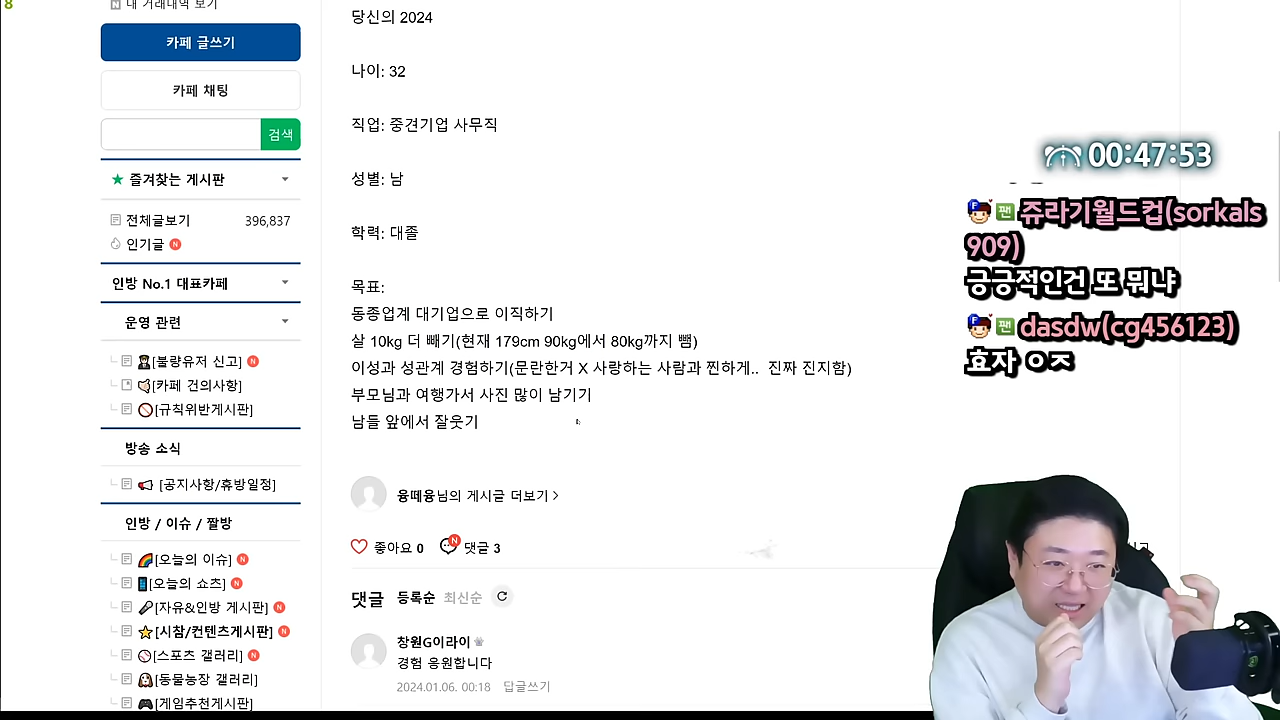 8
내 거래내역 보기
카페 글쓰기
카페 채팅
검색
즐겨찾는 게시판
전체글보기 396,837
인기글 N
인방 No.1 대표카페
운영 관련
[불량유저 신고] N
[카페 건의사항]
[규칙위반게시판]
방송 소식
[공지사항/휴방일정]
인방 / 이슈 / 짤방
[오늘의 이슈] N
[오늘의 쇼츠] N
[자유&인방 게시판] N
[시참/컨텐츠게시판] N
[스포츠 갤러리] N
[동물농장 갤러리]
[게임추천게시판]
당신의 2024
나이: 32
직업: 중견기업 사무직
성별: 남
학력: 대졸
목표:
동종업계 대기업으로 이직하기
살 10kg 더 빼기(현재 179cm 90kg에서 80kg까지 뺌)
이성과 성관계 경험하기(문란한거 X 사랑하는 사람과 찐하게.. 진짜 진지함)
부모님과 여행가서 사진 많이 남기기
남들 앞에서 잘웃기
융떼융님의 게시글 더보기
좋아요 0 N 댓글 3
댓글 등록순 최신순
창원G이라이
경험 응원합니다
2024.01.06. 00:18 답글쓰기
00:47:53
F 팬 쥬라기월드컵(sorkals
909)
긍긍적인건 또 뭐냐
F 팬 dasdw(cg456123)
효자 ㅇㅈ